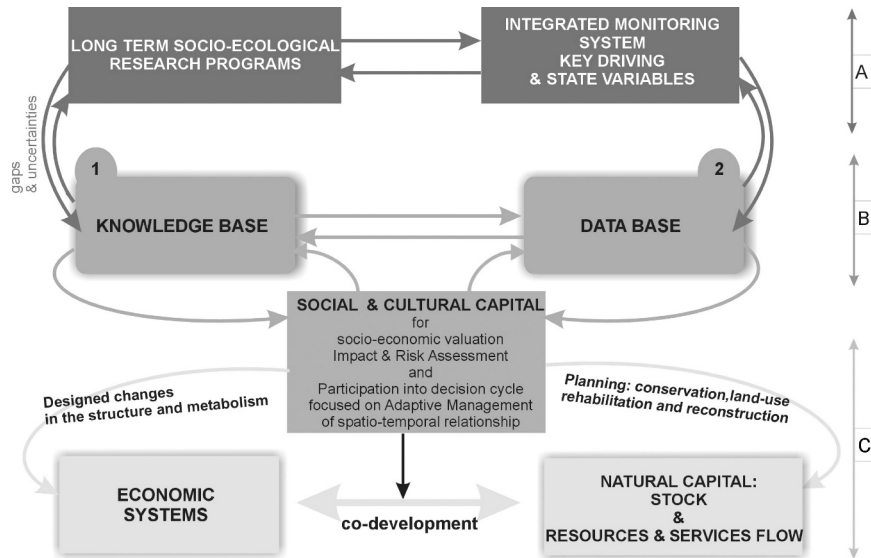 LONG TERM SOCIO-ECOLOGICAL
RESEARCH PROGRAMS
INTEGRATED MONITORING
SYSTEM
KEY DRIVING
& STATE VARIABLES
A
gaps
& uncertainties
1
KNOWLEDGE BASE
2
DATA BASE
B
SOCIAL & CULTURAL CAPITAL
for
socio-economic valuation
Impact & Risk Assessment
and
Participation into decision cycle
focused on Adaptive Management
of spatio-temporal relationship
Designed changes
in the structure and metabolism
Planning: conservation,land-use
rehabilitation and reconstruction
C
ECONOMIC
SYSTEMS
co-development
NATURAL CAPITAL:
STOCK
&
RESOURCES & SERVICES FLOW